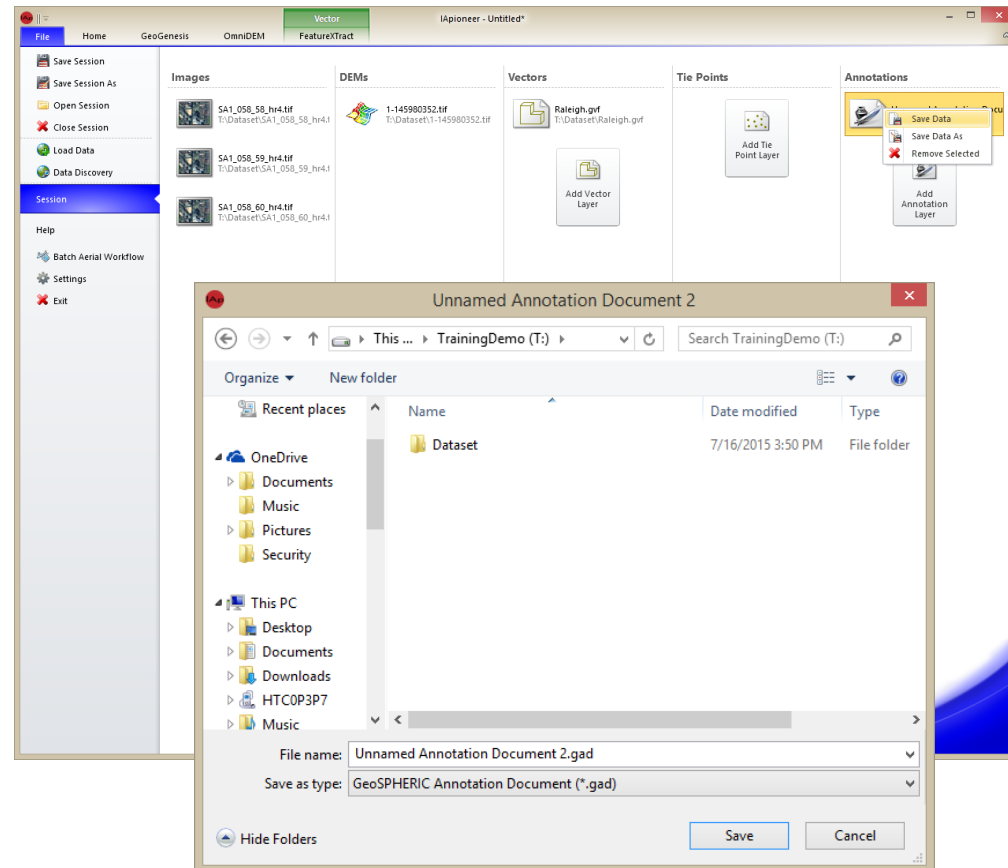 IAp
Vector
IApioneer - Untitled*
File Home GeoGenesis OmniDEM FeatureXTract
Save Session
Save Session As
Open Session
Close Session
Load Data
Data Discovery
Session
Help
Batch Aerial Workflow
Settings
Exit
Images
SA1_058_58_hr4.tif
T:\Dataset\SA1_058_58_hr4.t
SA1_058_59_hr4.tif
T:\Dataset\SA1_058_59_hr4.t
SA1_058_60_hr4.tif
T:\Dataset\SA1_058_60_hr4.t
DEMs
1-145980352.tif
T:\Dataset\1-145980352.tif
Vectors
Raleigh.gvf
T:\Dataset\Raleigh.gvf
Add Vector
Layer
Tie Points
Add Tie
Point Layer
Annotations
Save Data
Save Data As
Remove Selected
Add
Annotation
Layer
IAp
Unnamed Annotation Document 2
This ... TrainingDemo (T:)
Search TrainingDemo (T:)
Organize New folder
Recent places
OneDrive
Documents
Music
Pictures
Security
This PC
Desktop
Documents
Downloads
HTC0P3P7
Music
Name Date modified Type
Dataset 7/16/2015 3:50 PM File folder
File name: Unnamed Annotation Document 2.gad
Save as type: GeoSPHERIC Annotation Document (*.gad)
Hide Folders Save Cancel